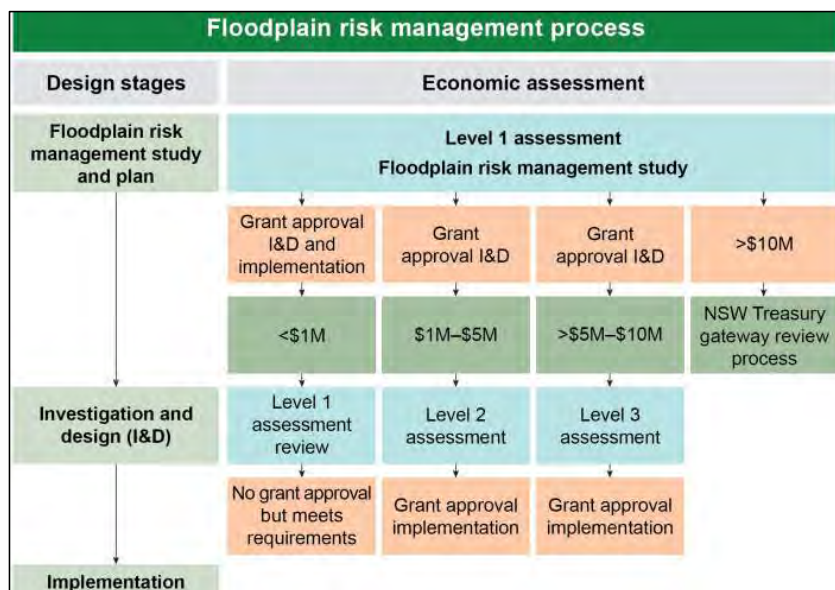 Floodplain risk management process
Design stages
Economic assessment
Floodplain risk
management study
and plan
Level 1 assessment
Floodplain risk management study
Grant approval
I&D and
implementation
Grant
approval I&D
Grant
approval I&D
>$10M
<$1M
$1M–$5M
>$5M–$10M
NSW Treasury
gateway review
process
Investigation and
design (I&D)
Level 1
assessment
review
Level 2
assessment
Level 3
assessment
No grant approval
but meets
requirements
Grant approval
implementation
Grant approval
implementation
Implementation